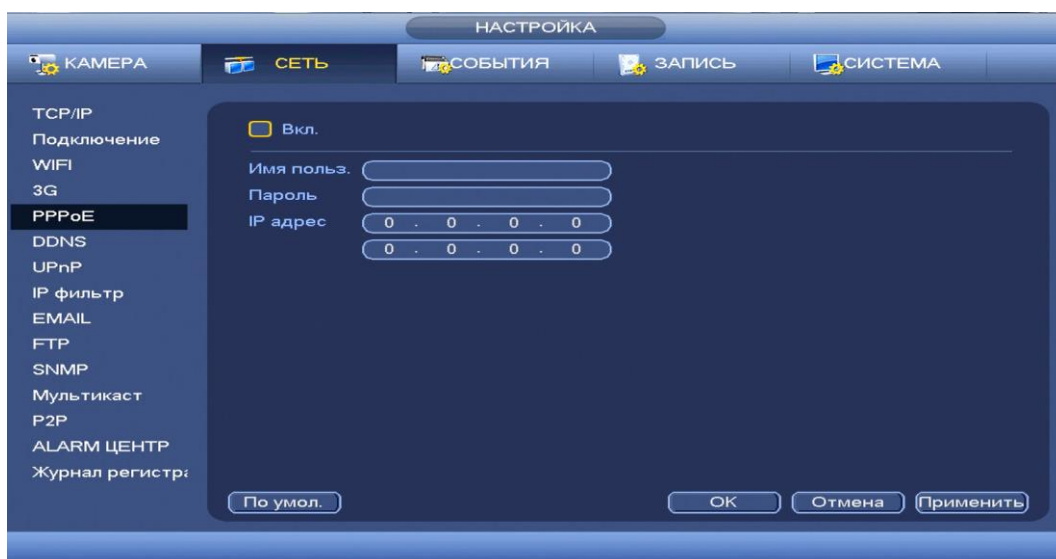 НАСТРОЙКА
КАМЕРА СЕТЬ СОБЫТИЯ ЗАПИСЬ СИСТЕМА
TCP/IP
Подключение
WIFI
3G
PPPoE
DDNS
UPnP
IP фильтр
EMAIL
FTP
SNMP
Мультикаст
P2P
ALARM ЦЕНТР
Журнал регистра
Вкл.
Имя польз.
Пароль
IP адрес 0 . 0 . 0 . 0
0 . 0 . 0 . 0
По умол. OK Отмена Применить